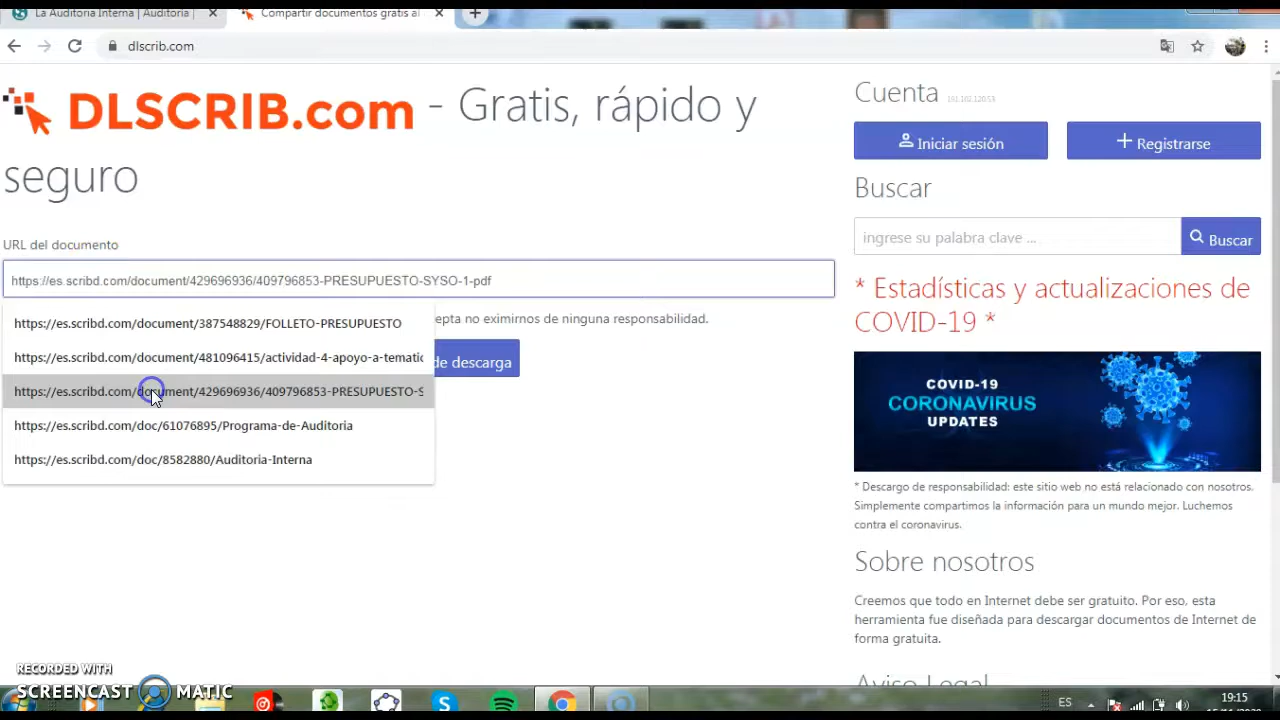 La Auditoria Interna | Auditoria |
Compartir documentos gratis al
dlscrib.com
DLSCRIB.com - Gratis, rápido y
seguro
URL del documento
https://es.scribd.com/document/429696936/409796853-PRESUPUESTO-SYSO-1-pdf
https://es.scribd.com/document/387548829/FOLLETO-PRESUPUESTO
https://es.scribd.com/document/481096415/actividad-4-apoyo-a-tematic
https://es.scribd.com/document/429696936/409796853-PRESUPUESTO-S
https://es.scribd.com/doc/61076895/Programa-de-Auditoria
https://es.scribd.com/doc/8582880/Auditoria-Interna
epta no eximirnos de ninguna responsabilidad.
de descarga
Cuenta
Iniciar sesión
Registrarse
Buscar
ingrese su palabra clave ...
Buscar
* Estadísticas y actualizaciones de
COVID-19 *
COVID-19
CORONAVIRUS
UPDATES
* Descargo de responsabilidad: este sitio web no está relacionado con nosotros.
Simplemente compartimos la información para un mundo mejor. Luchemos
contra el coronavirus.
Sobre nosotros
Creemos que todo en Internet debe ser gratuito. Por eso, esta
herramienta fue diseñada para descargar documentos de Internet de
forma gratuita.
Aviso Legal
RECORDED WITH
SCREENCAST MATIC
ES
19:15